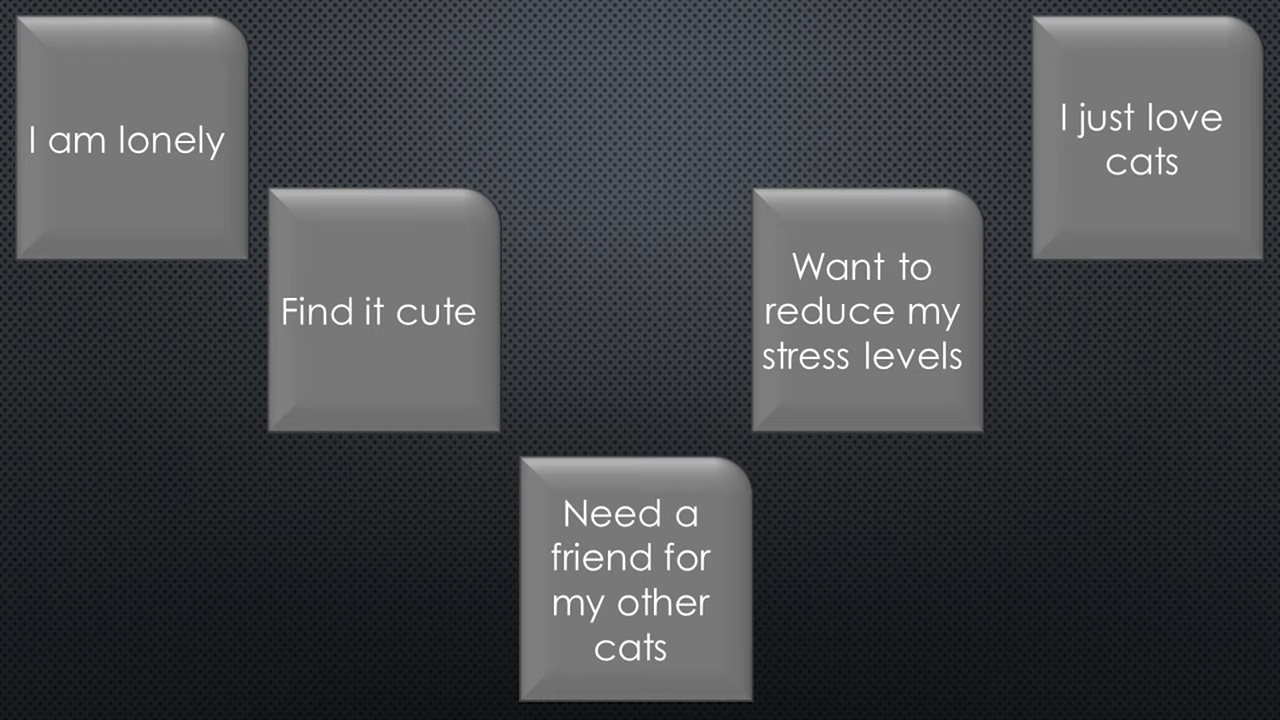 I am lonely
Find it cute
Need a
friend for
my other
cats
Want to
reduce my
stress levels
I just love
cats